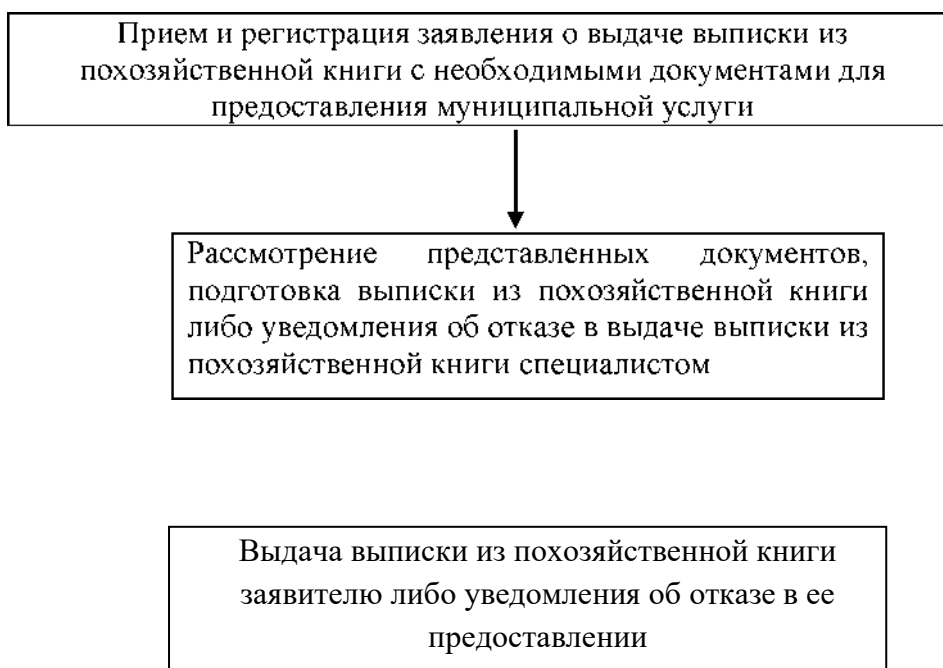 Прием и регистрация заявления о выдаче выписки из
похозяйственной книги с необходимыми документами для
предоставления муниципальной услуги
Рассмотрение представленных документов,
подготовка выписки из похозяйственной книги
либо уведомления об отказе в выдаче выписки из
похозяйственной книги специалистом
Выдача выписки из похозяйственной книги
заявителю либо уведомления об отказе в ее
предоставлении